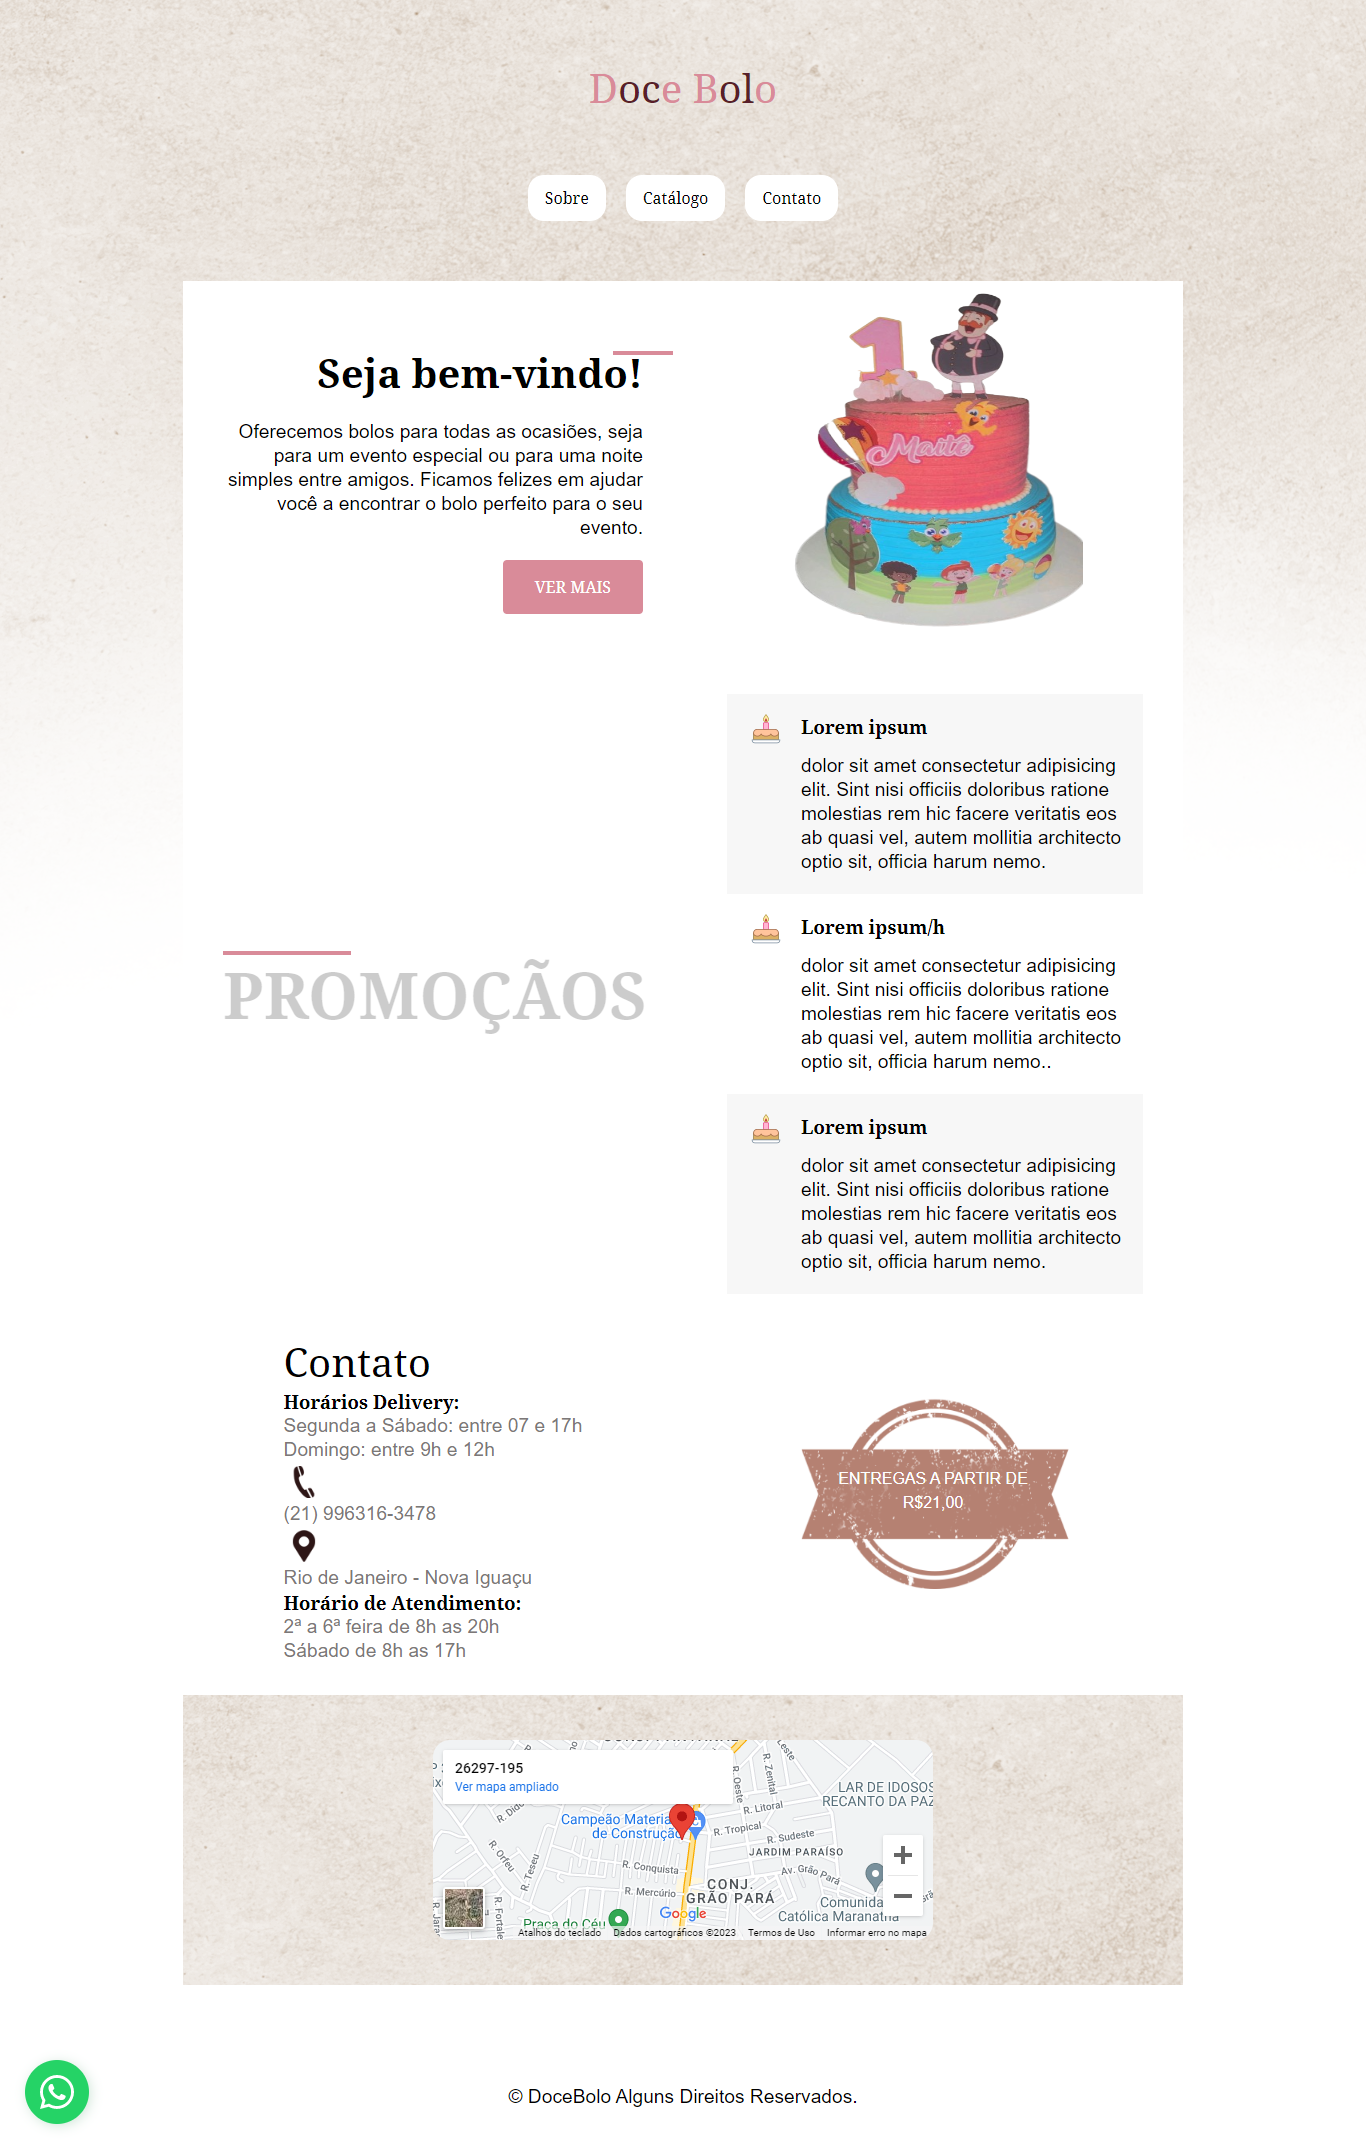 Doce Bolo
Sobre
Catálogo
Contato
Seja bem-vindo!
Oferecemos bolos para todas as ocasiões, seja
para um evento especial ou para uma noite
simples entre amigos. Ficamos felizes em ajudar
você a encontrar o bolo perfeito para o seu
evento.
VER MAIS
1
Maitê
PROMOÇÃOS
Lorem ipsum
dolor sit amet consectetur adipisicing
elit. Sint nisi officiis doloribus ratione
molestias rem hic facere veritatis eos
ab quasi vel, autem mollitia architecto
optio sit, officia harum nemo.
Lorem ipsum/h
dolor sit amet consectetur adipisicing
elit. Sint nisi officiis doloribus ratione
molestias rem hic facere veritatis eos
ab quasi vel, autem mollitia architecto
optio sit, officia harum nemo..
Lorem ipsum
dolor sit amet consectetur adipisicing
elit. Sint nisi officiis doloribus ratione
molestias rem hic facere veritatis eos
ab quasi vel, autem mollitia architecto
optio sit, officia harum nemo.
Contato
Horários Delivery:
Segunda a Sábado: entre 07 e 17h
Domingo: entre 9h e 12h
(21) 996316-3478
Rio de Janeiro - Nova Iguaçu
Horário de Atendimento:
2ª a 6ª feira de 8h as 20h
Sábado de 8h as 17h
ENTREGAS A PARTIR DE
R$21,00
26297-195
Ver mapa ampliado
R. Oeste
R. Zenital
Leste
LAR DE IDOSOS
RECANTO DA PAZ
R. Dido
R. Litoral
Campeão Materia
de Construção
R. Tropical
R. Sudeste
JARDIM PARAÍSO
R. Orfeu
R. Teseu
R. Conquista
Av. Grão Pará
R. Mercúrio
CONJ.
GRÃO PARÁ
Comunida
Católica Maranatha
R. Fortale
R. Jara
Google
Praça do Céu
Atalhos do teclado
Dados cartográficos ©2023
Termos de Uso
Informar erro no mapa
© DoceBolo Alguns Direitos Reservados.